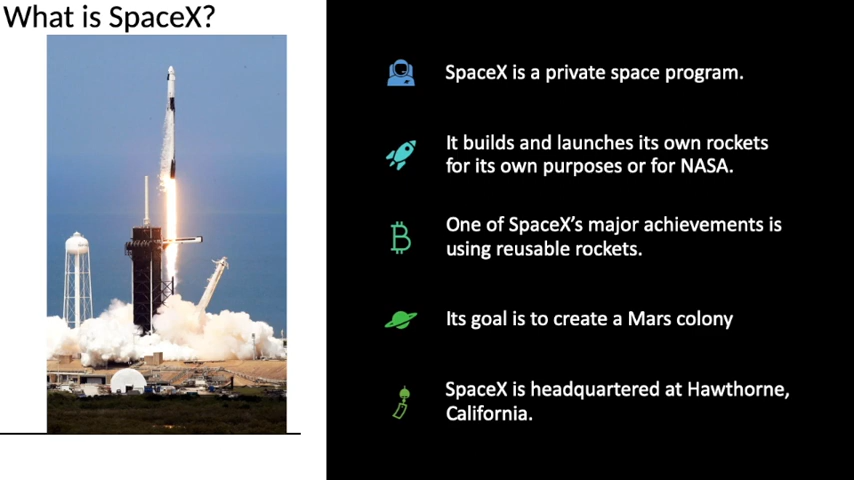 What is SpaceX?
SpaceX is a private space program.
It builds and launches its own rockets
for its own purposes or for NASA.
One of SpaceX’s major achievements is
using reusable rockets.
Its goal is to create a Mars colony
SpaceX is headquartered at Hawthorne,
California.